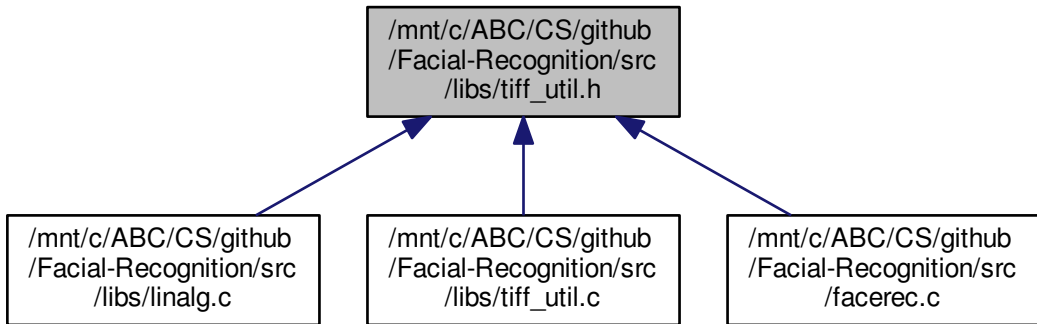 /mnt/c/ABC/CS/github
/Facial-Recognition/src
/libs/tiff_util.h
/mnt/c/ABC/CS/github
/Facial-Recognition/src
/libs/linalg.c
/mnt/c/ABC/CS/github
/Facial-Recognition/src
/libs/tiff_util.c
/mnt/c/ABC/CS/github
/Facial-Recognition/src
/facerec.c